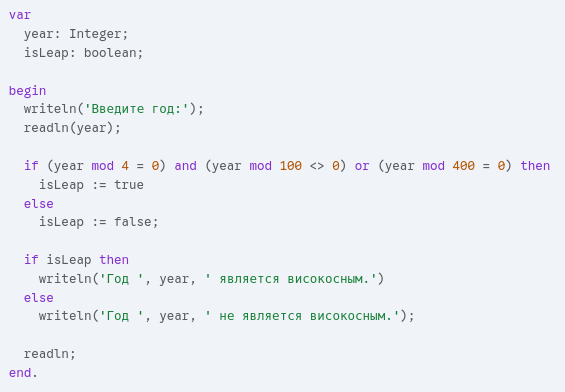 var
year: Integer;
isLeap: boolean;
begin
writeln('Введите год:');
readln(year);
if (year mod 4 = 0) and (year mod 100 <> 0) or (year mod 400 = 0) then
isLeap := true
else
isLeap := false;
if isLeap then
writeln('Год ', year, ' является високосным.')
else
writeln('Год ', year, ' не является високосным.');
readln;
end.